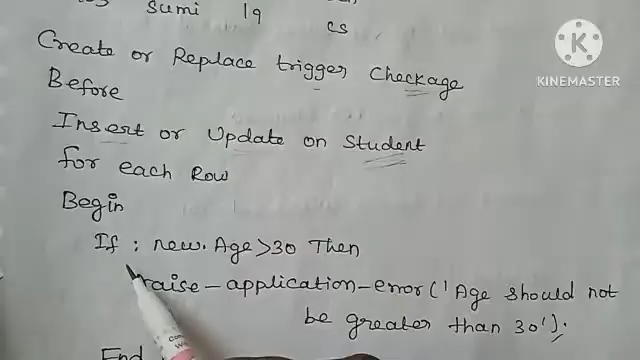 Sumi 19
CS
Create or Replace trigger Checkage
Before
Insert or Update on Student
for each Row
Begin
If : new.Age>30 Then
raise-application-error('Age should not
be greater than 30');
End
K
KINEMASTER